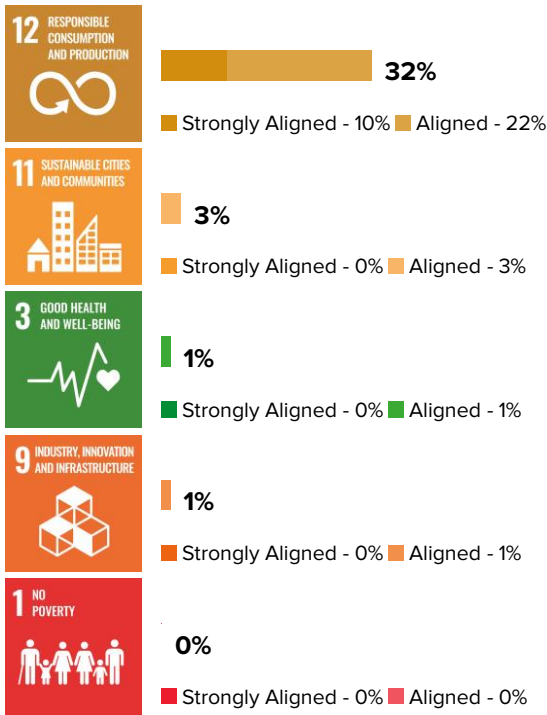 12 RESPONSIBLE
CONSUMPTION
AND PRODUCTION
32%
Strongly Aligned - 10% Aligned - 22%
11 SUSTAINABLE CITIES
AND COMMUNITIES
3%
Strongly Aligned - 0% Aligned - 3%
3 GOOD HEALTH
AND WELL-BEING
1%
Strongly Aligned - 0% Aligned - 1%
9 INDUSTRY, INNOVATION
AND INFRASTRUCTURE
1%
Strongly Aligned - 0% Aligned - 1%
1 NO
POVERTY
0%
Strongly Aligned - 0% Aligned - 0%